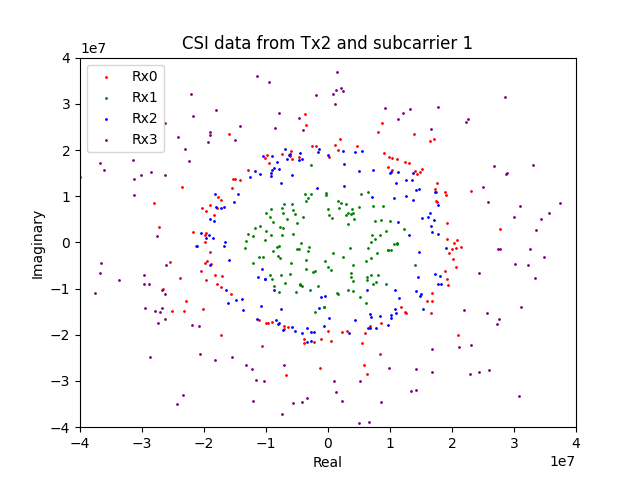 CSI data from Tx2 and subcarrier 1
1e7
Rx0
Rx1
Rx2
Rx3
4
3
2
1
0
−1
−2
−3
−4
Imaginary
−4 −3 −2 −1 0 1 2 3 4
Real
1e7